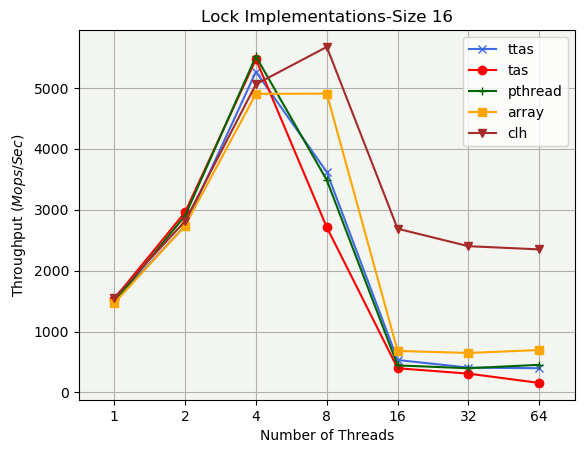 Lock Implementations-Size 16
ttas
tas
pthread
array
clh
Throughput (Mops/Sec)
5000
4000
3000
2000
1000
0
1 2 4 8 16 32 64
Number of Threads